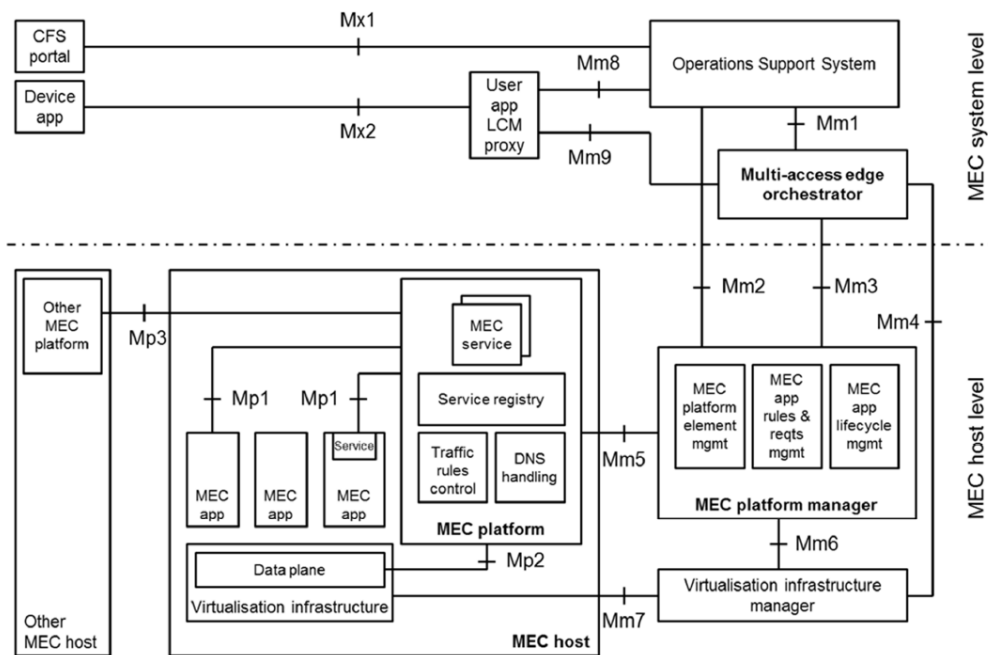 Mx1
CFS
portal
Operations Support System
Mm8
Device
app
User
app
LCM
proxy
Mx2
Mm9
Mm1
Multi-access edge
orchestrator
MEC system level
Other
MEC
platform
Mp3
MEC
service
Mm2
Mm3
Mm4
Mp1
Mp1
Service registry
MEC
platform
element
mgmt
MEC
app
rules &
reqts
mgmt
MEC
app
lifecycle
mgmt
Service
MEC
app
MEC
app
MEC app
Traffic
rules
control
DNS
handling
Mm5
MEC platform
MEC platform manager
MEC host level
Mp2
Mm6
Data plane
Virtualisation infrastructure
Virtualisation infrastructure
manager
Mm7
Other
MEC host
MEC host